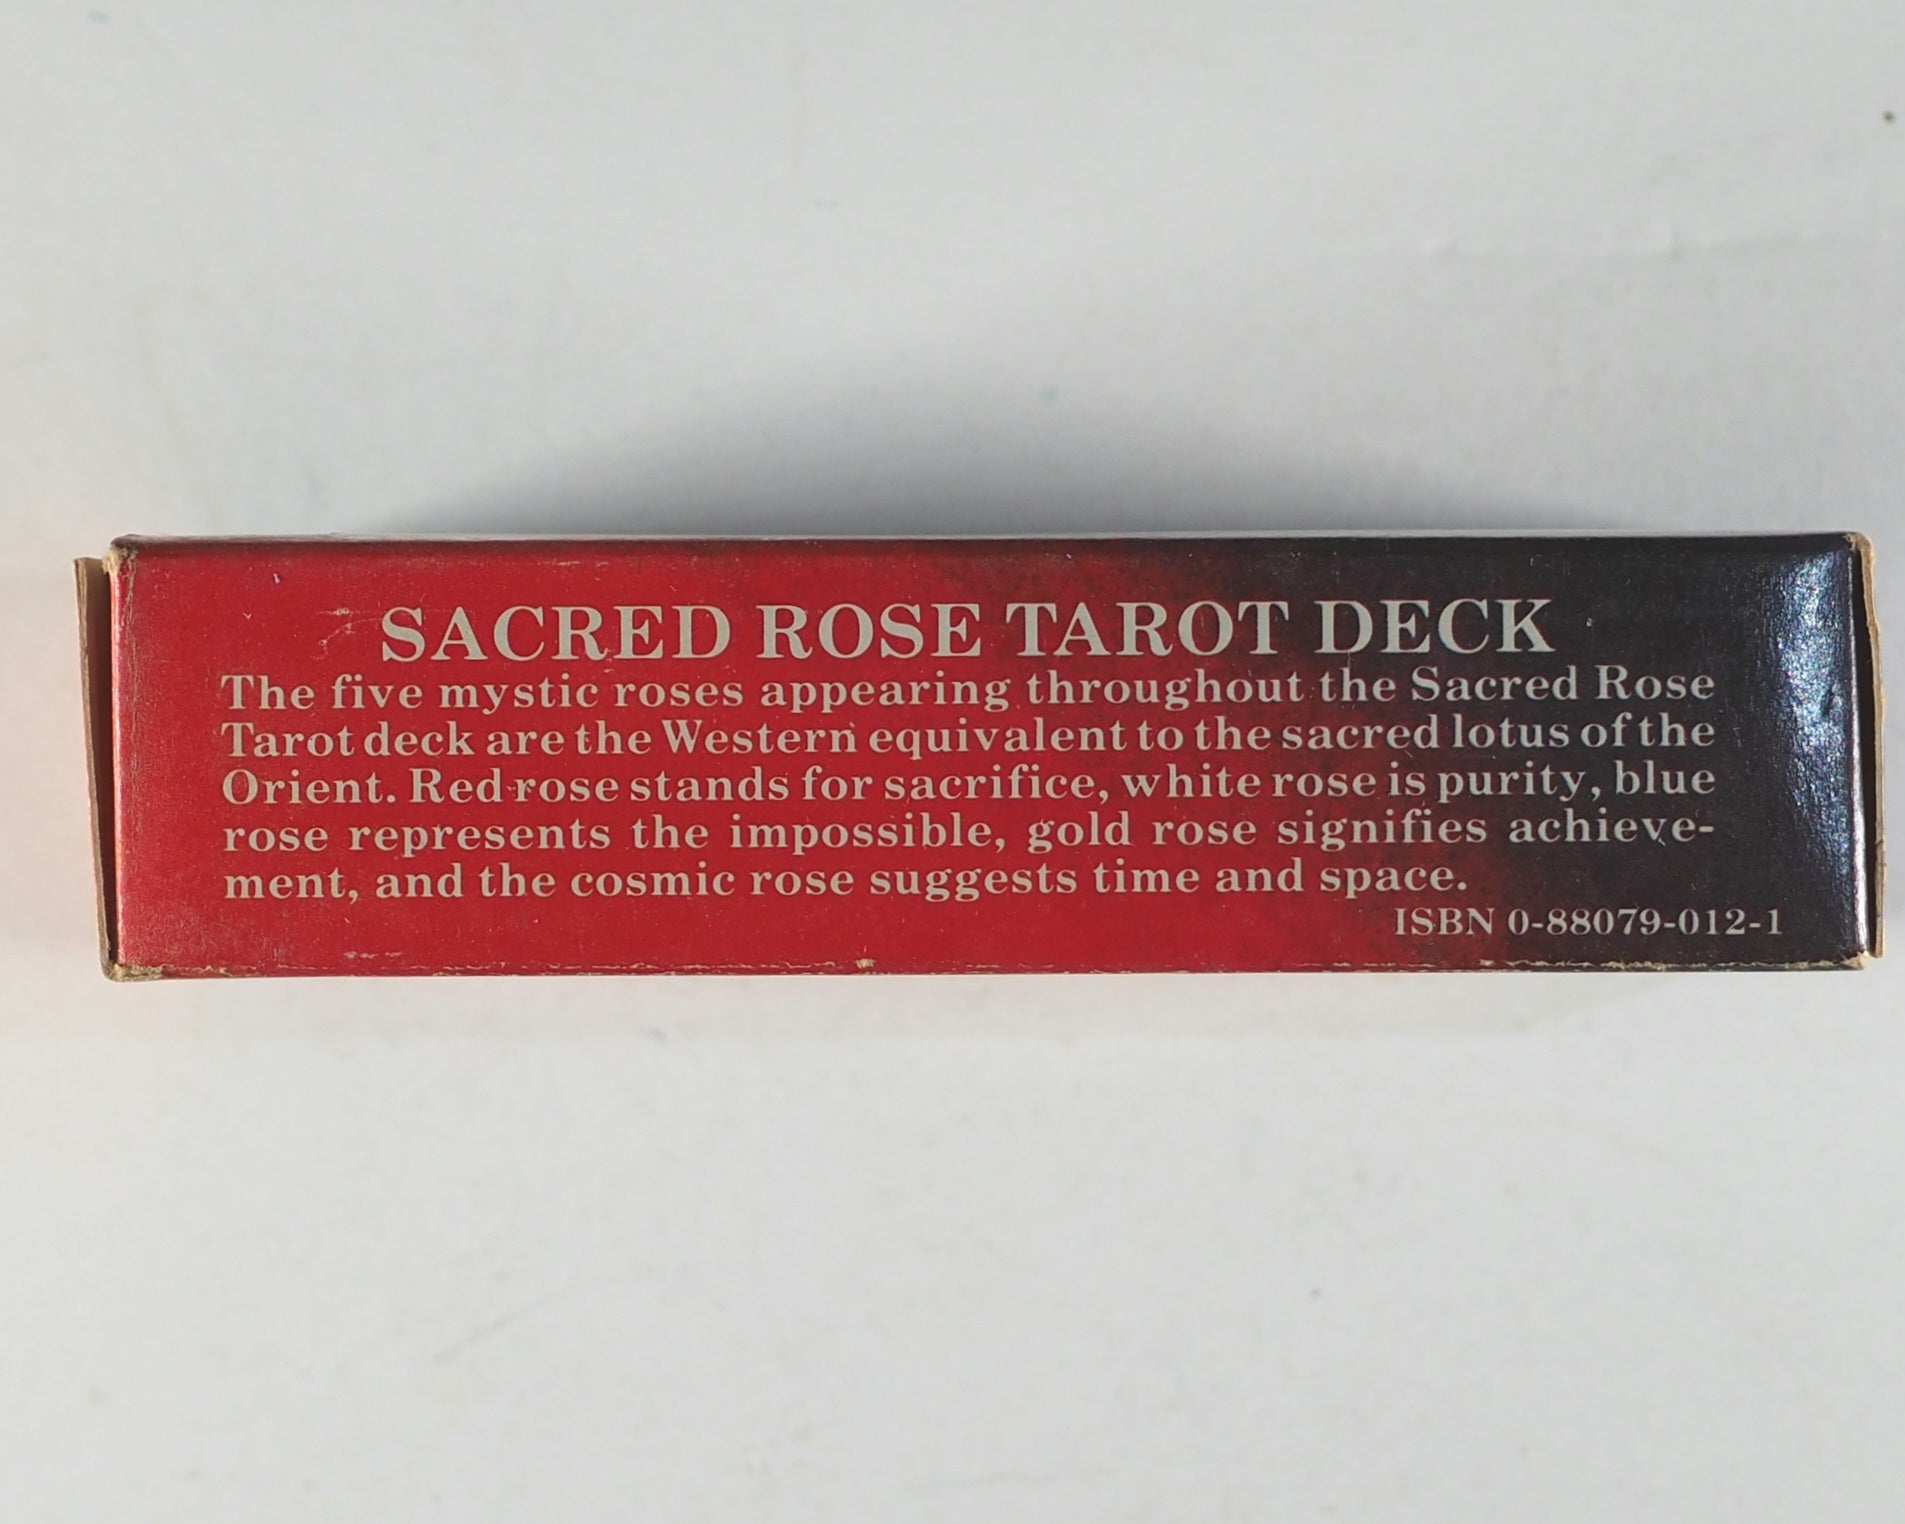 SACRED ROSE TAROT DECK
The five mystic roses appearing throughout the Sacred Rose
Tarot deck are the Western equivalent to the sacred lotus of the
Orient. Red rose stands for sacrifice, white rose is purity, blue
rose represents the impossible, gold rose signifies achieve-
ment, and the cosmic rose suggests time and space.
ISBN 0-88079-012-1